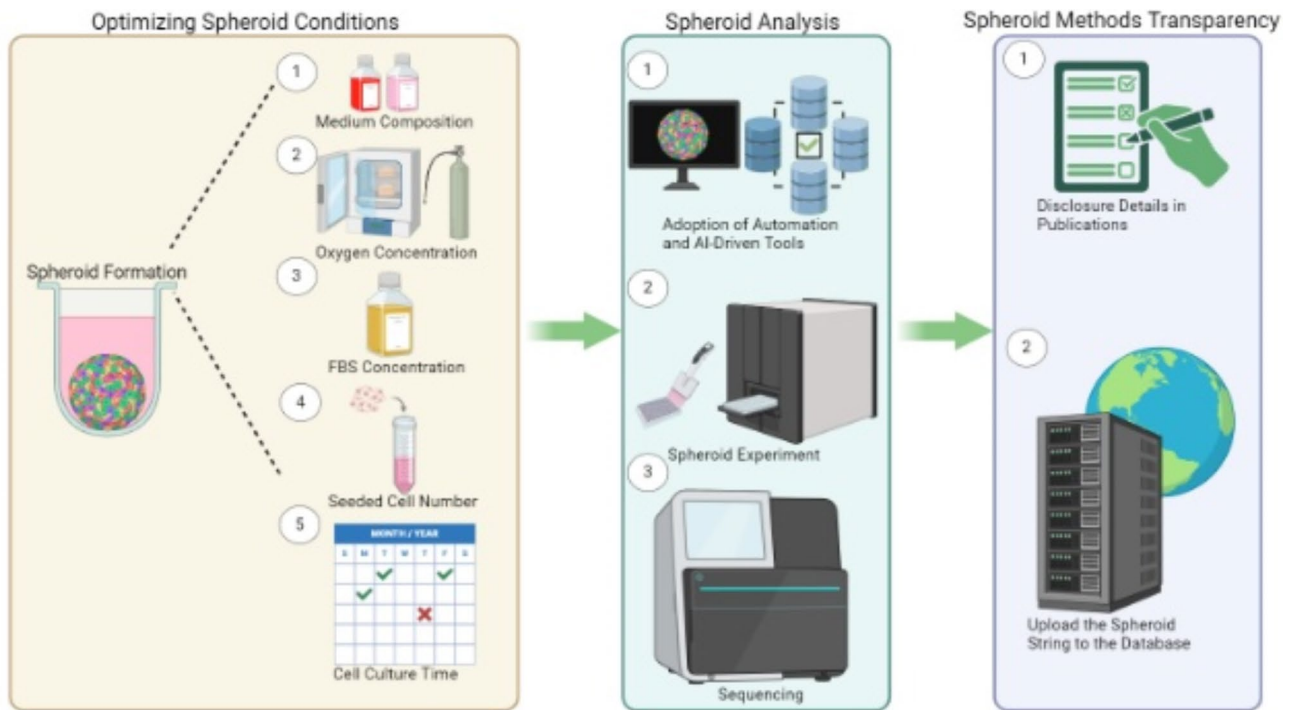 Optimizing Spheroid Conditions
Spheroid Formation
1
Medium Composition
2
Oxygen Concentration
3
FBS Concentration
4
Seeded Cell Number
5
MONTH / YEAR
S M T W T F S
Cell Culture Time
Spheroid Analysis
1
Adoption of Automation
and AI-Driven Tools
2
Spheroid Experiment
3
Sequencing
Spheroid Methods Transparency
1
Disclosure Details in
Publications
2
Upload the Spheroid
String to the Database